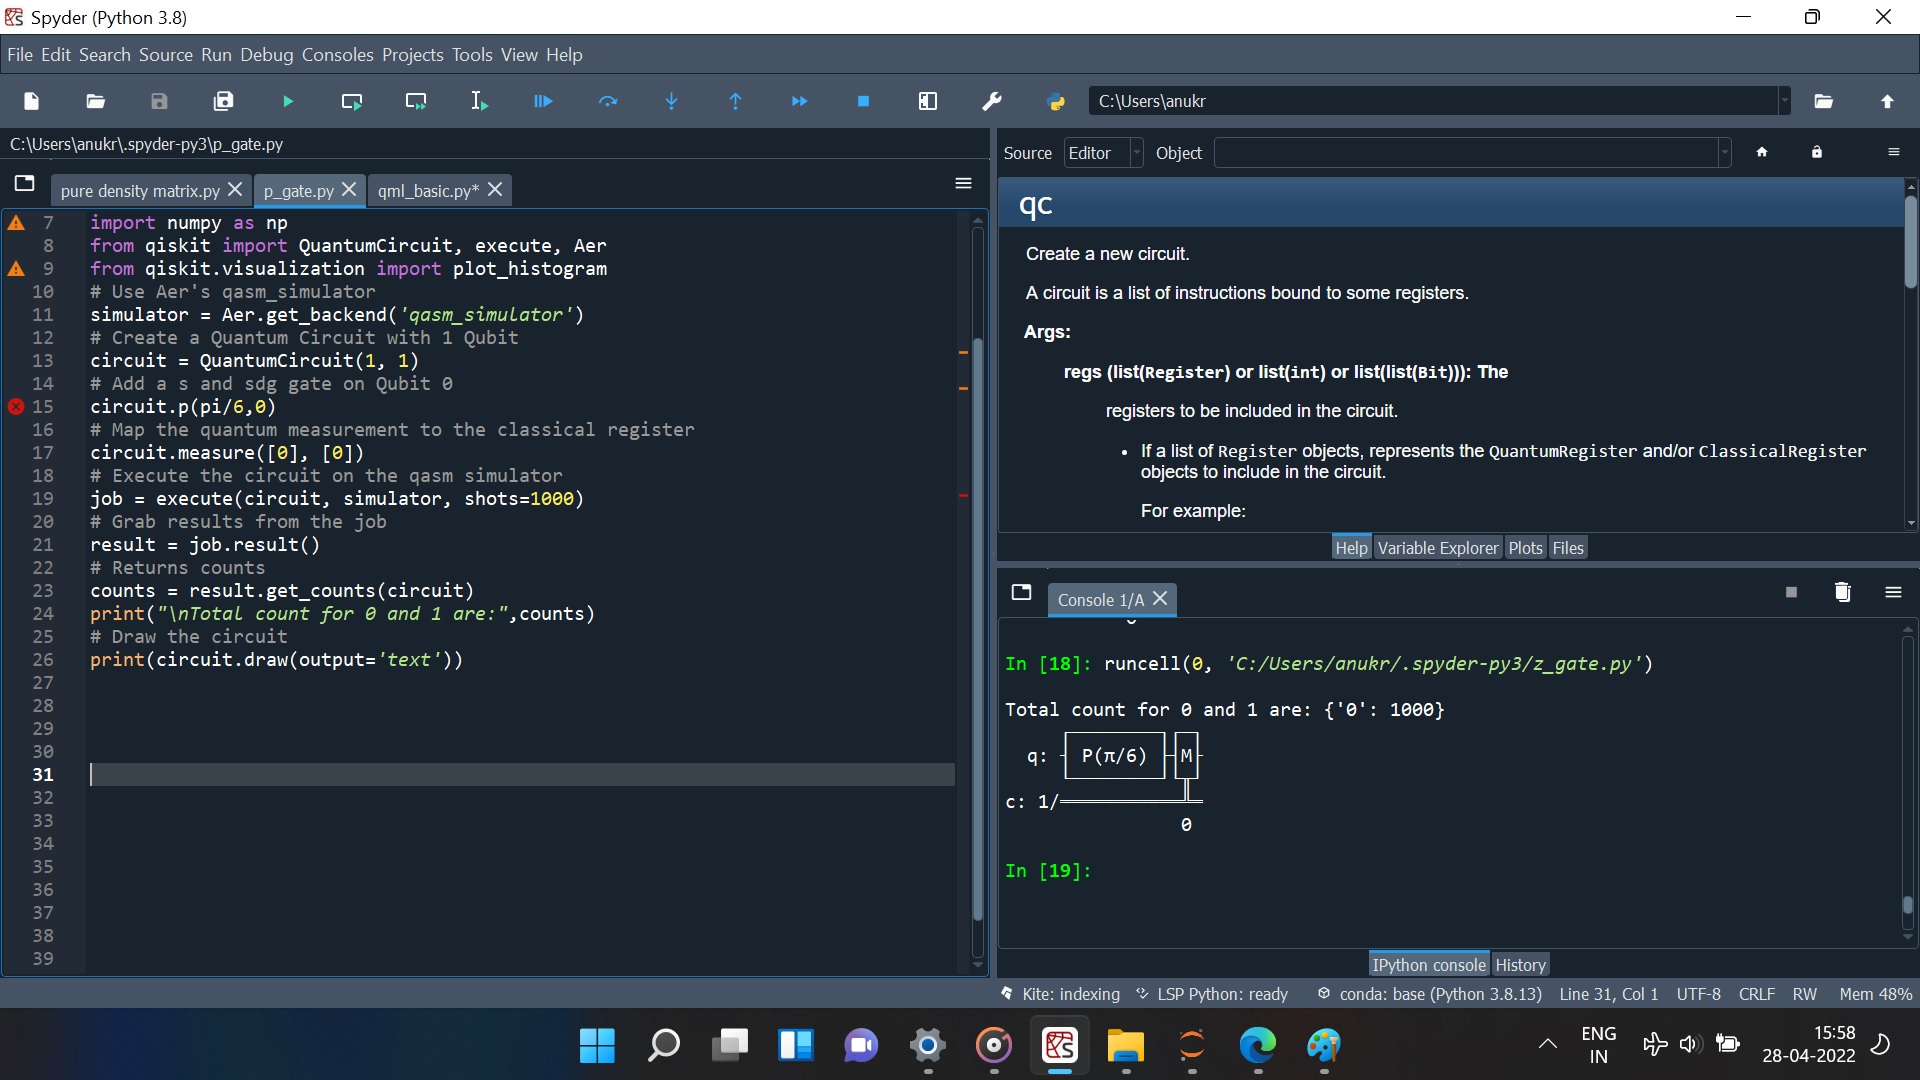 Spyder (Python 3.8)
File Edit Search Source Run Debug Consoles Projects Tools View Help
C:\Users\anukr
C:\Users\anukr\.spyder-py3\p_gate.py
pure density matrix.py
p_gate.py
qml_basic.py*
7 import numpy as np
8 from qiskit import QuantumCircuit, execute, Aer
9 from qiskit.visualization import plot_histogram
10 # Use Aer's qasm_simulator
11 simulator = Aer.get_backend('qasm_simulator')
12 # Create a Quantum Circuit with 1 Qubit
13 circuit = QuantumCircuit(1, 1)
14 # Add a s and sdg gate on Qubit 0
15 circuit.p(pi/6,0)
16 # Map the quantum measurement to the classical register
17 circuit.measure([0], [0])
18 # Execute the circuit on the qasm simulator
19 job = execute(circuit, simulator, shots=1000)
20 # Grab results from the job
21 result = job.result()
22 # Returns counts
23 counts = result.get_counts(circuit)
24 print("\nTotal count for 0 and 1 are:",counts)
25 # Draw the circuit
26 print(circuit.draw(output='text'))
27
28
29
30
31
32
33
34
35
36
37
38
39
Source Editor Object
qc
Create a new circuit.
A circuit is a list of instructions bound to some registers.
Args:
regs (list(Register) or list(int) or list(list(Bit))): The
registers to be included in the circuit.
• If a list of Register objects, represents the QuantumRegister and/or ClassicalRegister
objects to include in the circuit.
For example:
Help Variable Explorer Plots Files
Console 1/A
In [18]: runcell(0, 'C:/Users/anukr/.spyder-py3/z_gate.py')
Total count for 0 and 1 are: {'0': 1000}
q: P(π/6) M
c: 1/
0
In [19]:
IPython console History
Kite: indexing LSP Python: ready conda: base (Python 3.8.13) Line 31, Col 1 UTF-8 CRLF RW Mem 48%
ENG
IN
15:58
28-04-2022